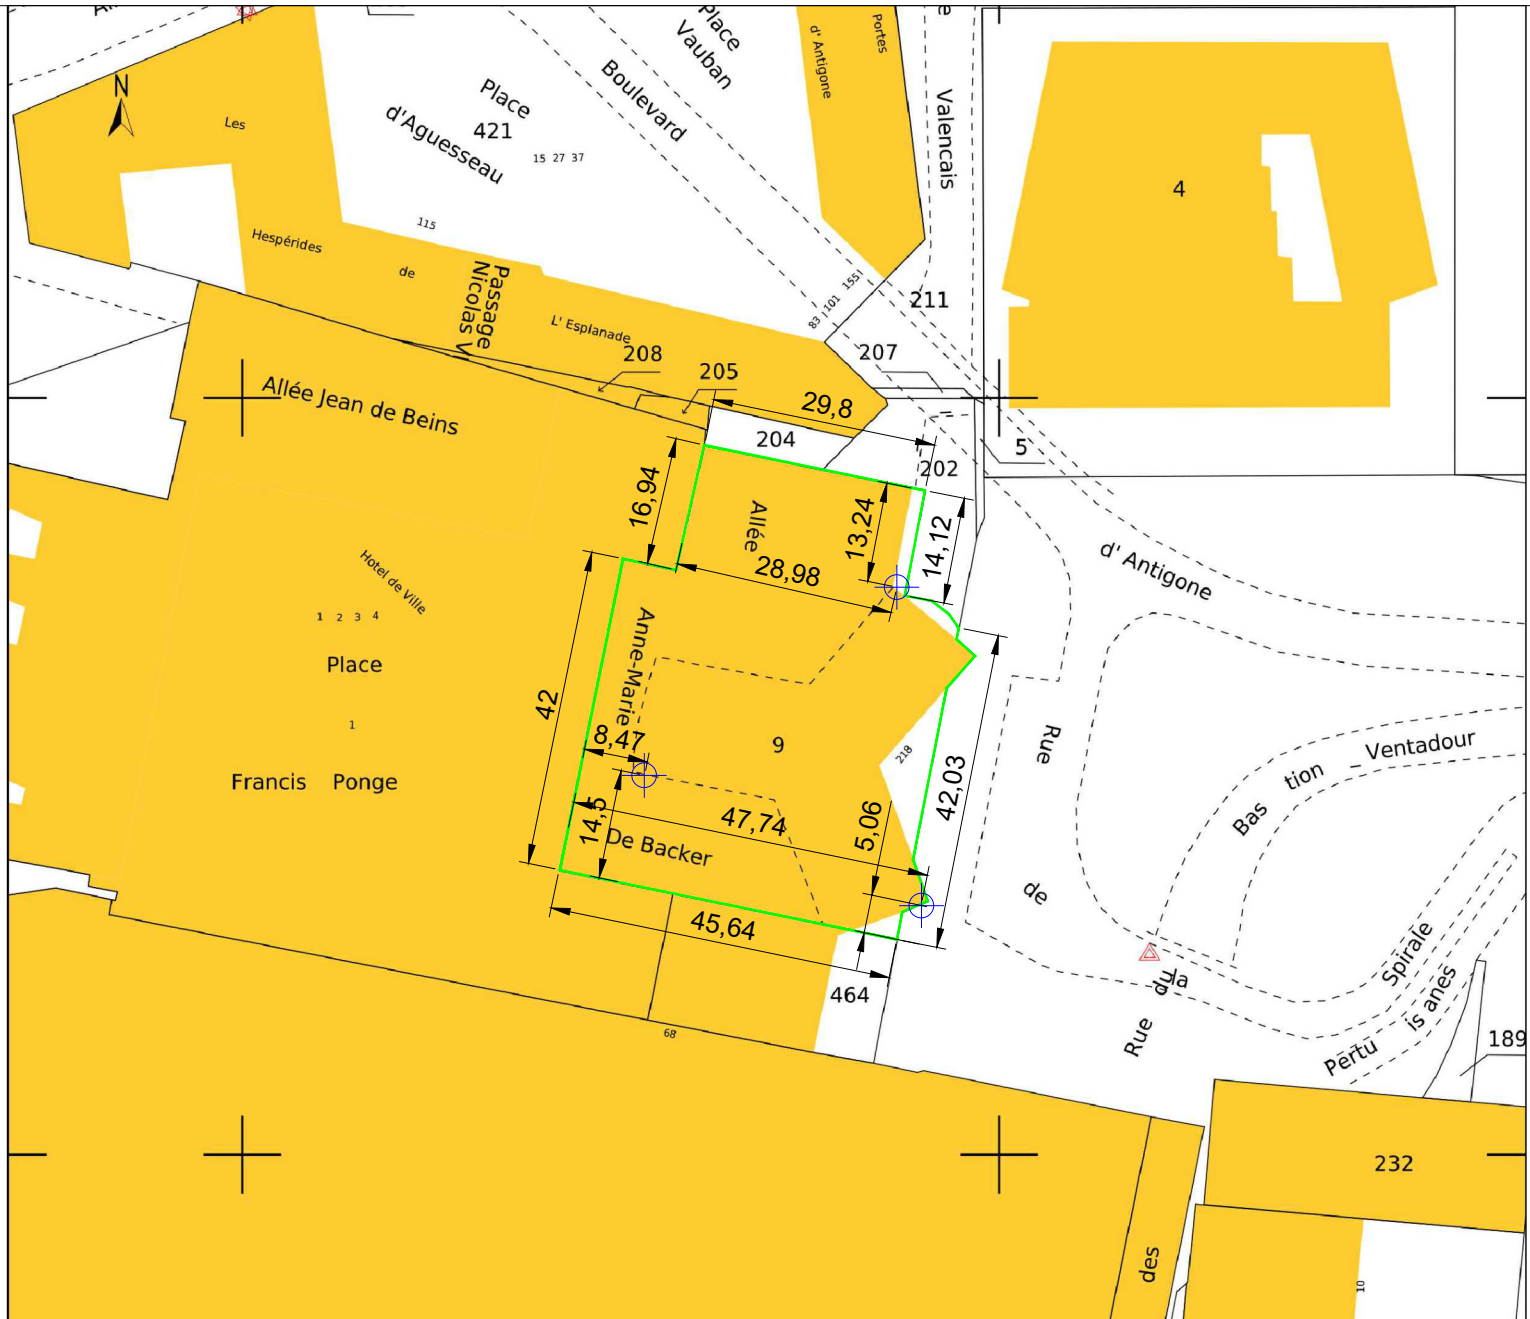 Place
Vauban
Boulevard
d' Antigone
Portes
e
Valencais
N
Les
Place
d'Aguesseau
421
15 27 37
115
4
Hespérides
de
Passage
Nicolas V
L' Esplanade
83
101
155
211
207
208
205
Allée Jean de Beins
29,8
204
202
5
16,94
Allée
13,24
14,12
28,98
d' Antigone
Hotel de Ville
1 2 3 4
Place
1
Francis Ponge
Anne-Marie
42
8,47
9
218
14,5
47,74
De Backer
5,06
42,03
Rue
de
la
Bas
tion
Ventadour
45,64
464
68
Rue
du
Spirale
Pertu
is anes
189
232
des
10